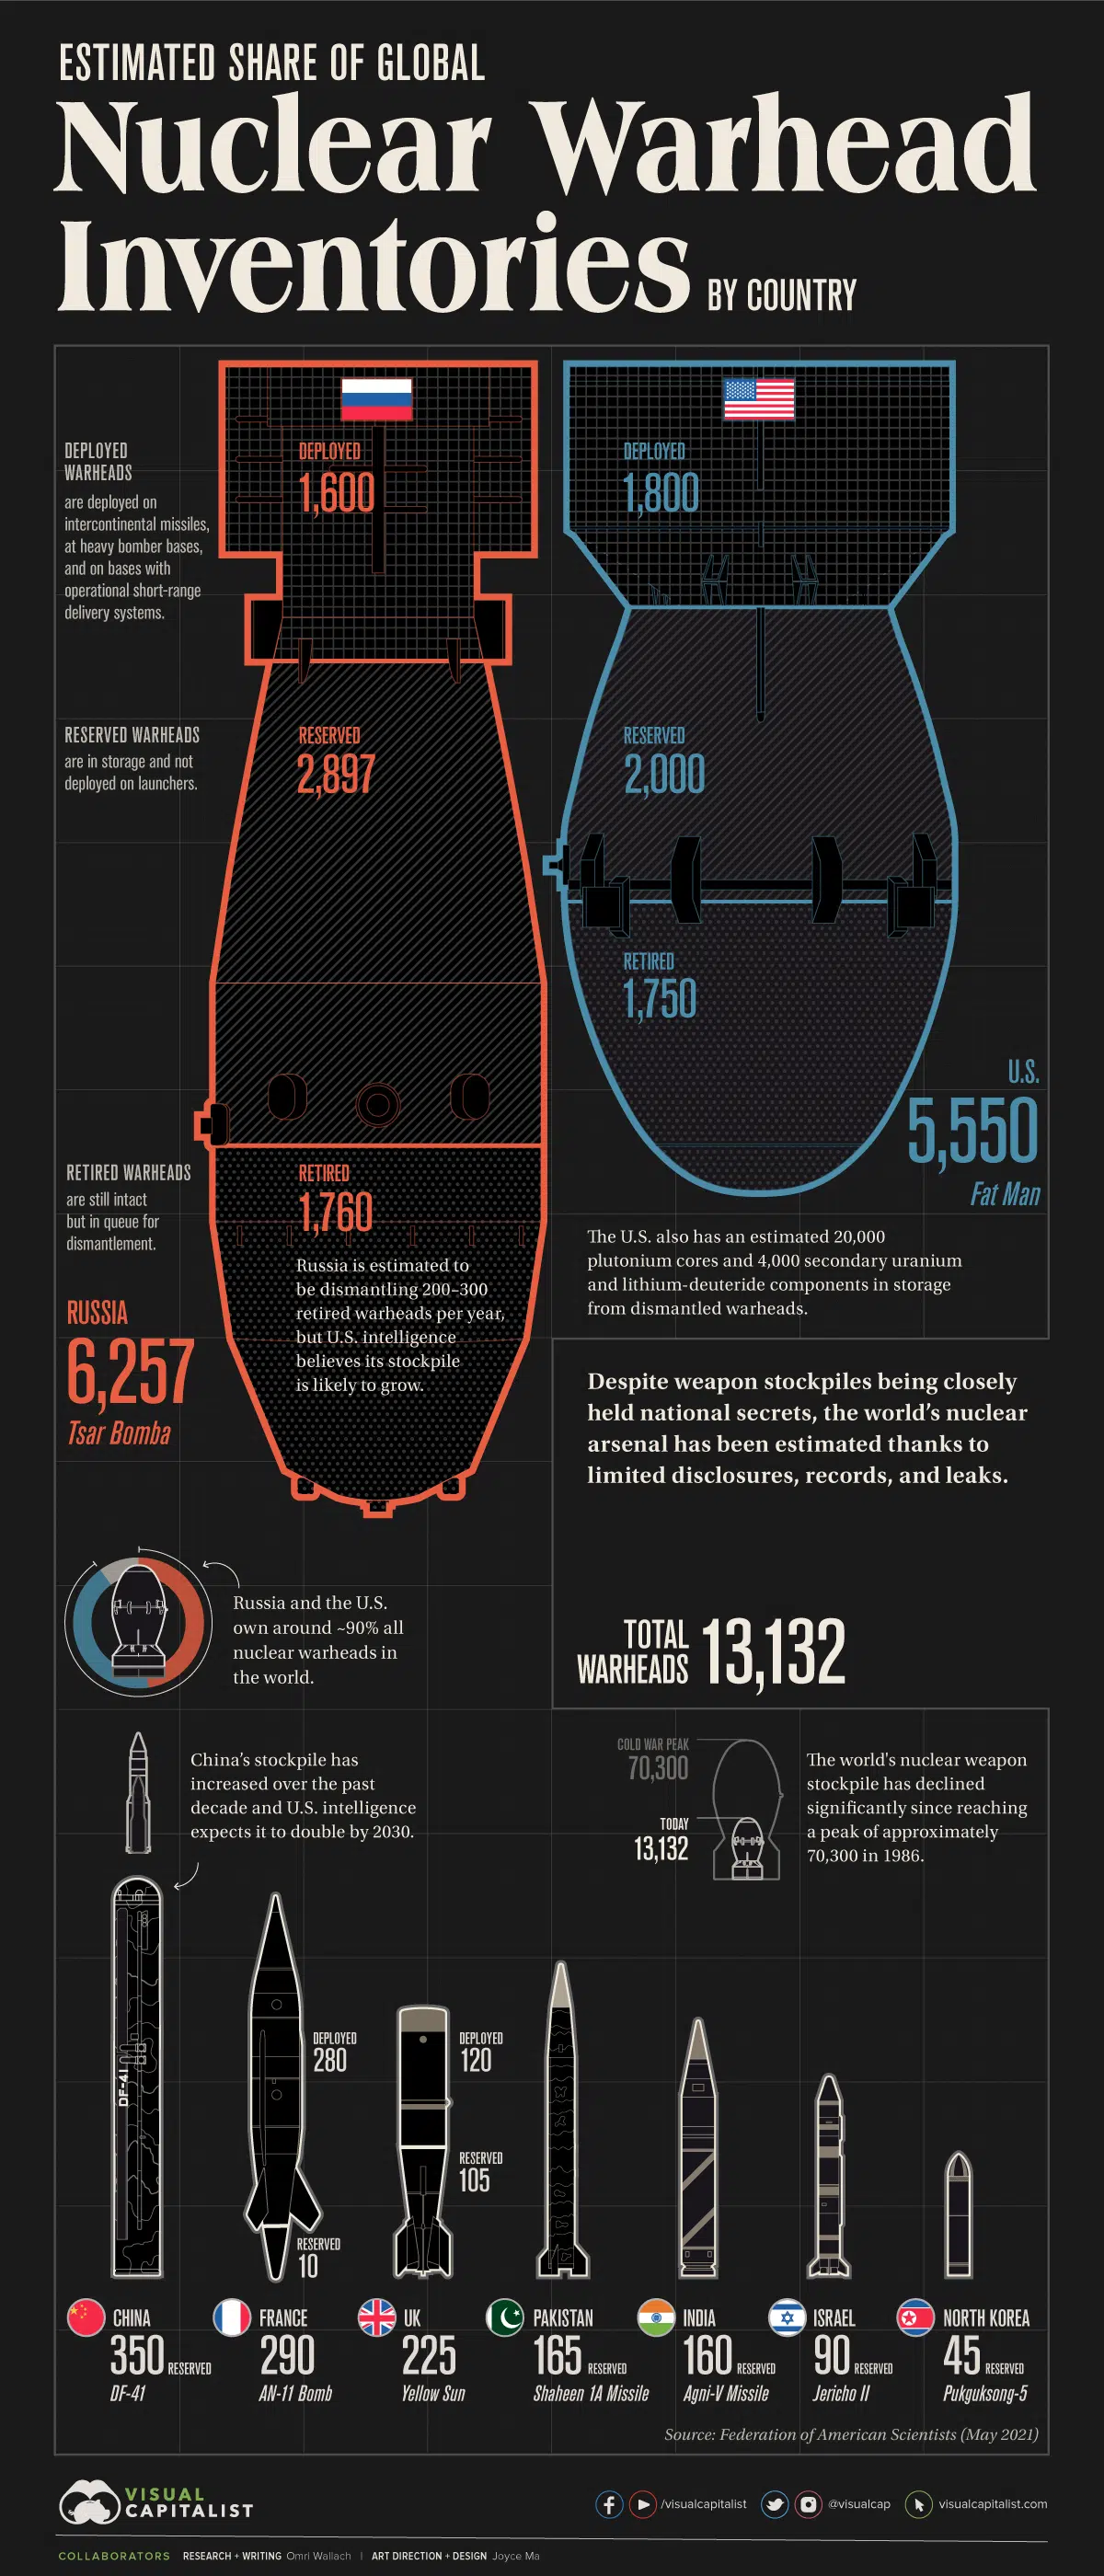 ESTIMATED SHARE OF GLOBAL
Nuclear Warhead
Inventories BY COUNTRY
DEPLOYED
WARHEADS
are deployed on
intercontinental missiles,
at heavy bomber bases,
and on bases with
operational short-range
delivery systems.
DEPLOYED
1,600
DEPLOYED
1,800
RESERVED WARHEADS
are in storage and not
deployed on launchers.
RESERVED
2,897
RESERVED
2,000
RETIRED
1,750
U.S.
5,550
Fat Man
RETIRED WARHEADS
are still intact
but in queue for
dismantlement.
RETIRED
1,760
Russia is estimated to
be dismantling 200–300
retired warheads per year,
but U.S. intelligence
believes its stockpile
is likely to grow.
RUSSIA
6,257
Tsar Bomba
The U.S. also has an estimated 20,000
plutonium cores and 4,000 secondary uranium
and lithium-deuteride components in storage
from dismantled warheads.
Despite weapon stockpiles being closely
held national secrets, the world's nuclear
arsenal has been estimated thanks to
limited disclosures, records, and leaks.
Russia and the U.S.
own around ~90% all
nuclear warheads in
the world.
TOTAL
WARHEADS 13,132
China's stockpile has
increased over the past
decade and U.S. intelligence
expects it to double by 2030.
COLD WAR PEAK
70,300
TODAY
13,132
The world's nuclear weapon
stockpile has declined
significantly since reaching
a peak of approximately
70,300 in 1986.
DF-41
DEPLOYED
280
RESERVED
10
DEPLOYED
120
RESERVED
105
CHINA
350 RESERVED
DF-41
FRANCE
290
AN-11 Bomb
UK
225
Yellow Sun
PAKISTAN
165 RESERVED
Shaheen 1A Missile
INDIA
160 RESERVED
Agni-V Missile
ISRAEL
90 RESERVED
Jericho II
NORTH KOREA
45 RESERVED
Pukguksong-5
Source: Federation of American Scientists (May 2021)
VISUAL
CAPITALIST
/visualcapitalist @visualcap visualcapitalist.com
COLLABORATORS RESEARCH + WRITING Omri Wallach | ART DIRECTION + DESIGN Joyce Ma